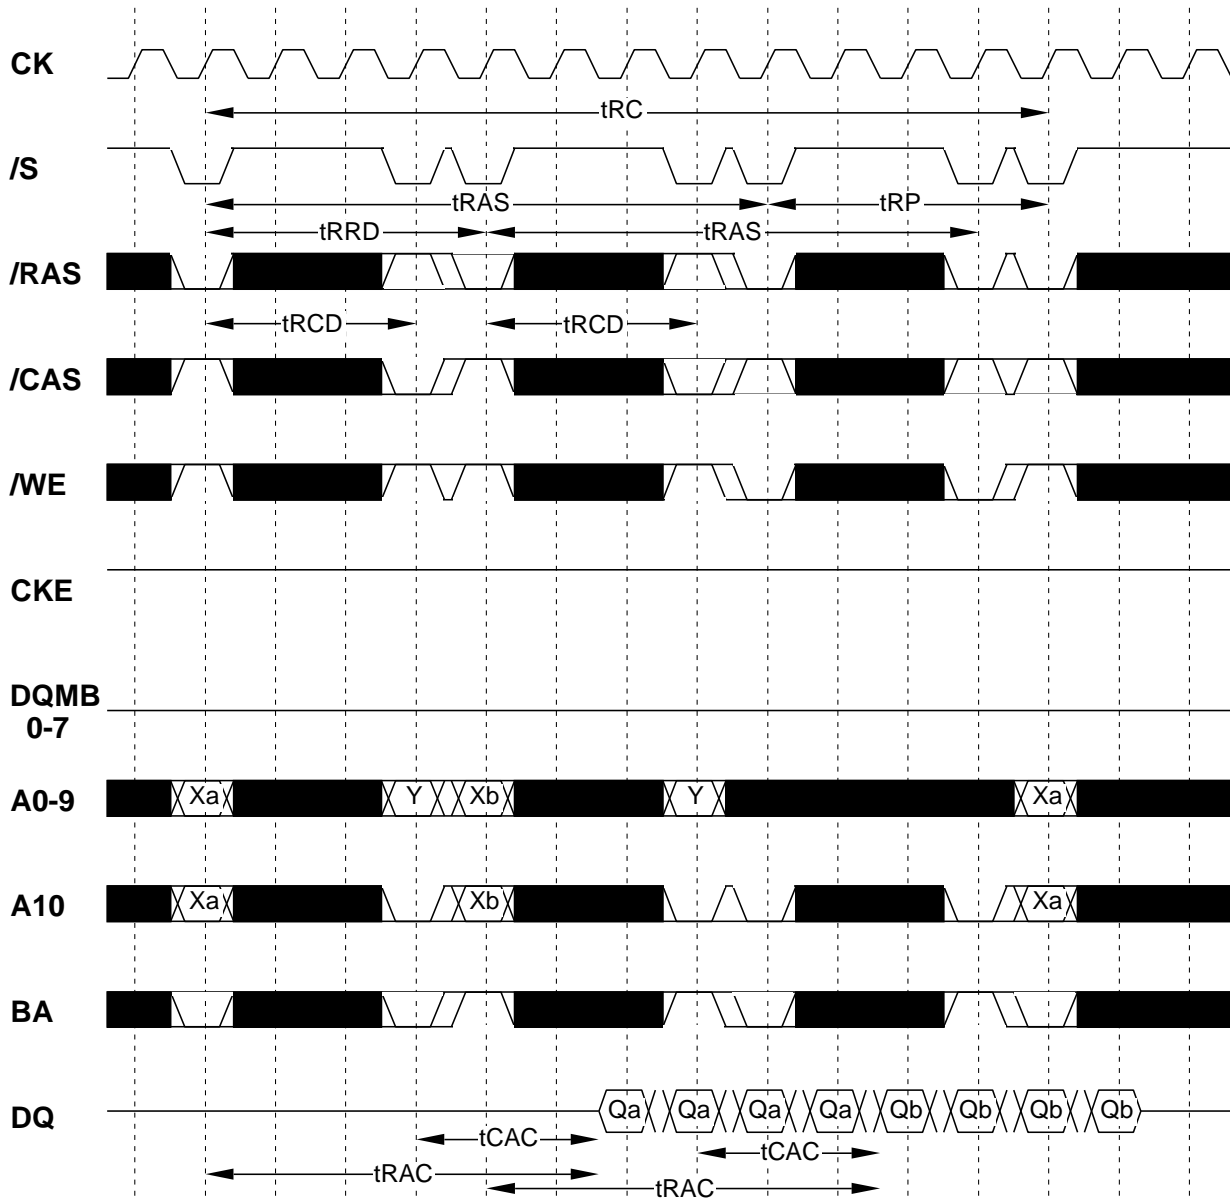 CK
tRC
/S
tRAS
tRP
tRRD
tRAS
/RAS
tRCD
tRCD
/CAS
/WE
CKE
DQMB
0-7
A0-9
Xa
Y
Xb
Y
Xa
A10
Xa
Xb
Xa
BA
DQ
Qa
Qa
Qa
Qa
Qb
Qb
Qb
Qb
tCAC
tCAC
tRAC
tRAC